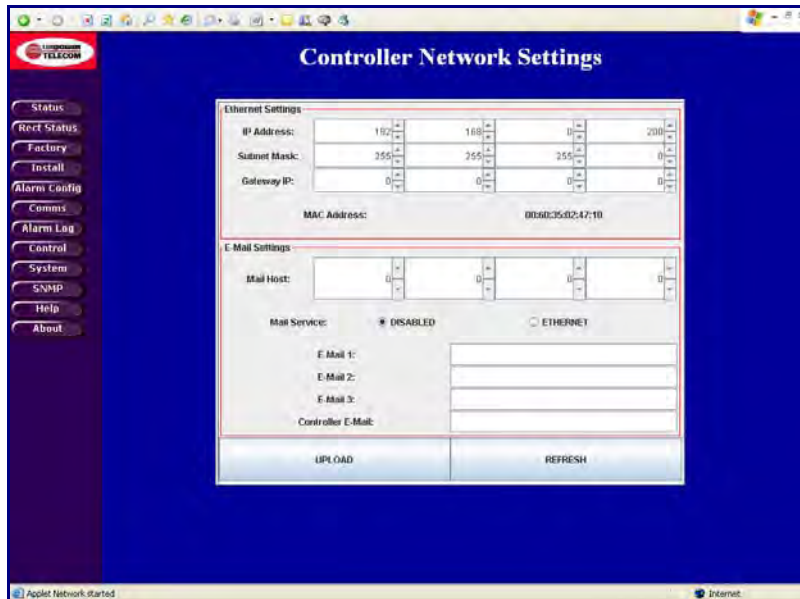 TELECOM
Controller Network Settings
Status
Rect Status
Factory
Install
Alarm Config
Comms
Alarm Log
Control
System
SNMP
Help
About
Ethernet Settings
IP Address: 192 168 0 200
Subnet Mask: 255 255 255 0
Gateway IP: 0 0 0 0
MAC Address: 00:60:35:02:47:10
E-Mail Settings
Mail Host: 0 0 0 0
Mail Service: DISABLED ETHERNET
E-Mail 1:
E-Mail 2:
E-Mail 3:
Controller E-Mail:
UPLOAD REFRESH
Applet Network started Internet